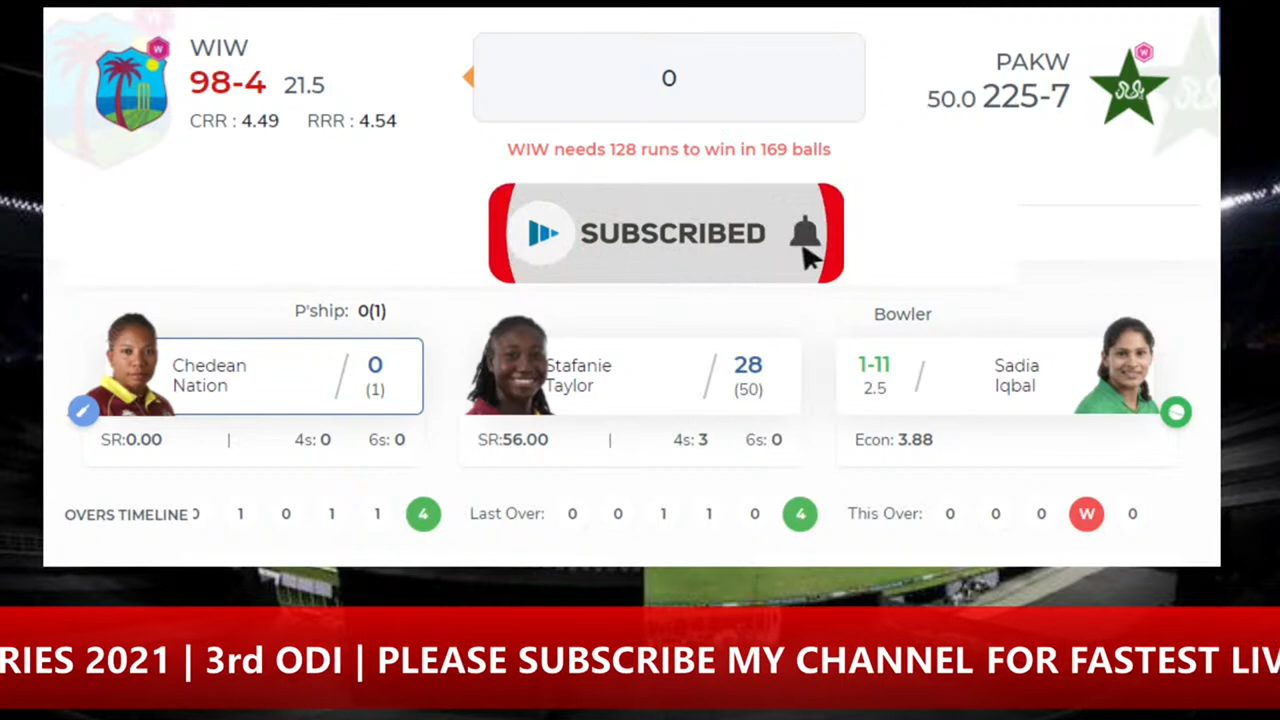 WIW
98-4 21.5
CRR : 4.49 RRR : 4.54
0
WIW needs 128 runs to win in 169 balls
PAKW
50.0 225-7
SUBSCRIBED
P'ship: 0(1)
Chedean
Nation
/
0
(1)
SR:0.00 | 4s: 0 6s: 0
Stafanie
Taylor
/
28
(50)
SR:56.00 | 4s: 3 6s: 0
Bowler
1-11
2.5
/
Sadia
Iqbal
Econ: 3.88
OVERS TIMELINE 1 0 1 1 4 Last Over: 0 0 1 1 0 4 This Over: 0 0 0 W 0
RIES 2021 | 3rd ODI | PLEASE SUBSCRIBE MY CHANNEL FOR FASTEST LIV